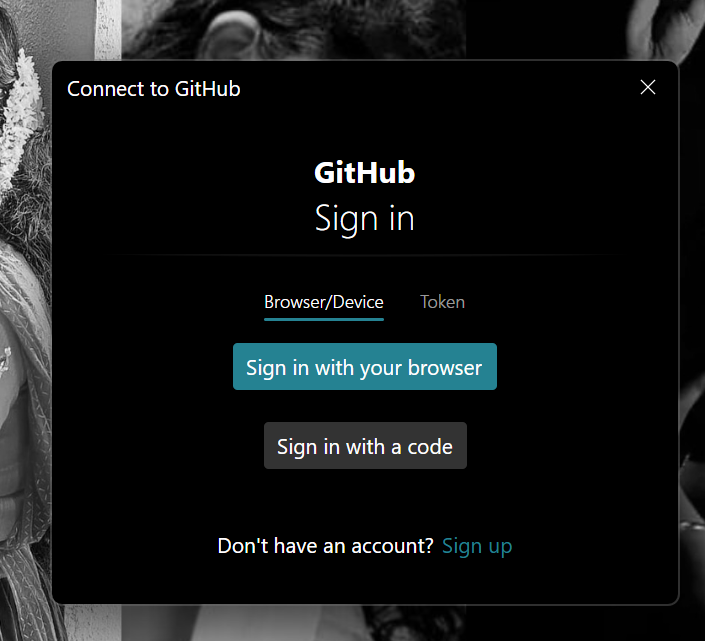 Connect to GitHub
GitHub
Sign in
Browser/Device Token
Sign in with your browser
Sign in with a code
Don't have an account? Sign up